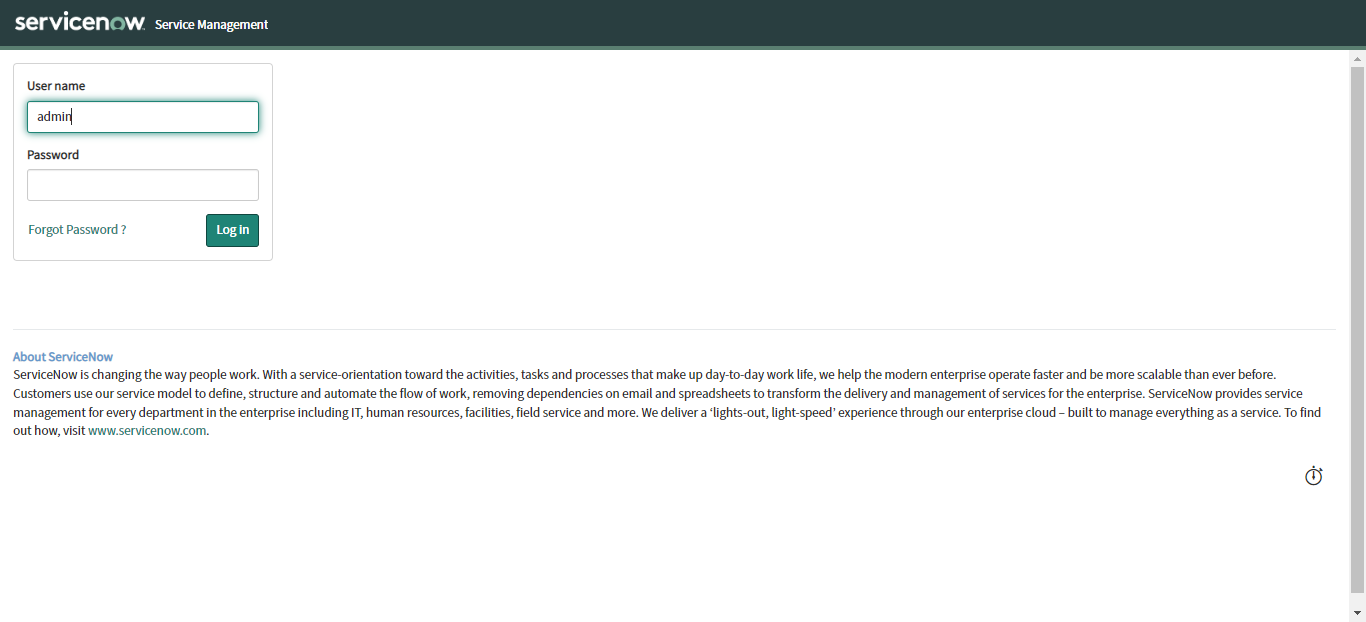 servicenow. Service Management
User name
admin
Password
Forgot Password ?
Log in
About ServiceNow
ServiceNow is changing the way people work. With a service-orientation toward the activities, tasks and processes that make up day-to-day work life, we help the modern enterprise operate faster and be more scalable than ever before.
Customers use our service model to define, structure and automate the flow of work, removing dependencies on email and spreadsheets to transform the delivery and management of services for the enterprise. ServiceNow provides service
management for every department in the enterprise including IT, human resources, facilities, field service and more. We deliver a ‘lights-out, light-speed’ experience through our enterprise cloud – built to manage everything as a service. To find
out how, visit www.servicenow.com.